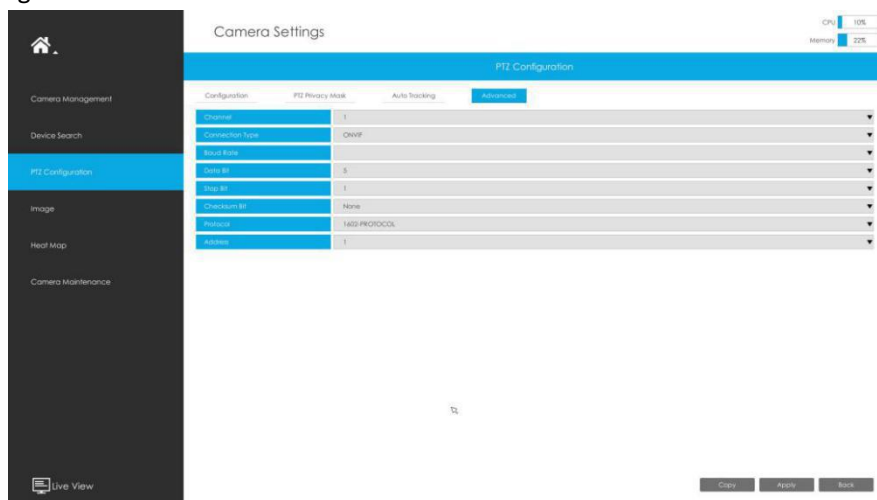 Camera Settings
CPU 10%
Memory 22%
PTZ Configuration
Configuration PTZ Privacy Mask Auto Tracking Advanced
Camera Management
Device Search
PTZ Configuration
Image
Heat Map
Camera Maintenance
Live View
Channel 1
Connection Type ONVIF
Baud Rate
Data Bit 5
Stop Bit 1
Checksum Bit None
Protocol 1602-PROTOCOL
Address 1
Copy Apply Back